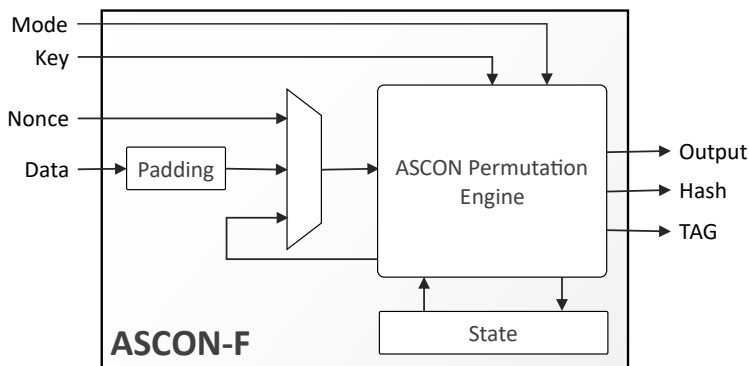 Mode
Key
Nonce
Data
Padding
ASCON Permutation
Engine
Output
Hash
TAG
State
ASCON-F